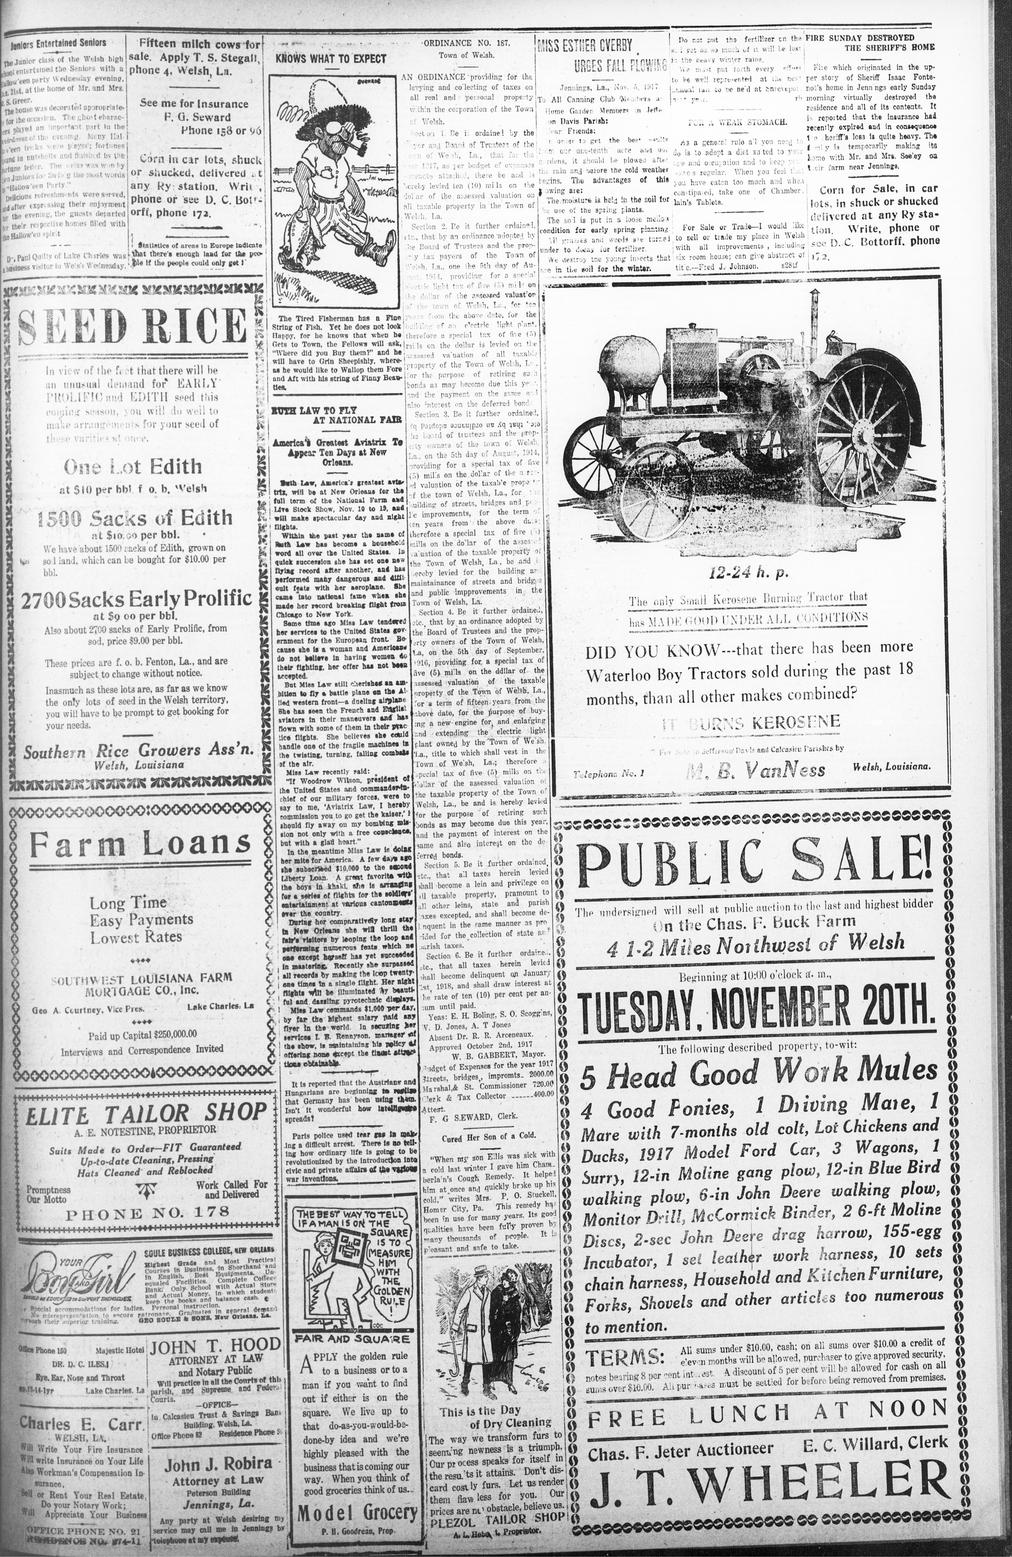 Juniors Entertained Seniors
The Junior class of the Welsh high
entertained the Seniors with a
party Wednesday evening,
at the home of Mr. and Mrs.
S. Greer.
The house was decorated appropriate-
for the occasion. The ghost charac-
played an important part in the
of the evening.
Delicious refreshments were served,
after expressing their enjoyment
the evening, the guests departed
their respective homes filled with
Hallow'en spirit
Paul Quilty of Lake Charles was
a business visitor to Welsh Wednesday.
Fifteen milch cows for
sale. Apply T. S. Stegall,
phone 4, Welsh, La.
See me for Insurance
F. G. Seward
Phone 158 or 96
Corn in car lots, shuck
or shucked, delivered at
any Ry station. Write,
phone or see D. C. Bott-
orff, phone 172.
Statistics of areas in Europe indicate
that there's enough land for the peo-
ple if the people could only get it
SEED RICE
In view of the fact that there will be
an unusual demand for EARLY
PROLIFIC and EDITH seed this
coming season, you will do well to
make arrangements for your seed of
these varities at once.
One Lot Edith
at $10 per bbl. f. o. b. Welsh
1500 Sacks of Edith
at $10.00 per bbl.
We have about 1500 sacks of Edith, grown on
sod land, which can be bought for $10.00 per
bbl.
2700 Sacks Early Prolific
at $9 00 per bbl.
Also about 2700 sacks of Early Prolific, from
sod, price $9.00 per bbl.
These prices are f. o. b. Fenton, La., and are
subject to change without notice.
Inasmuch as these lots are, as far as we know
the only lots of seed in the Welsh territory,
you will have to be prompt to get booking for
your needs.
Southern Rice Growers Ass'n.
Welsh, Louisiana
Farm Loans
Long Time
Easy Payments
Lowest Rates
SOUTHWEST LOUISIANA FARM
MORTGAGE CO., Inc.
Geo A. Courtney, Vice Pres. Lake Charles. La
Paid up Capital $250,000.00
Interviews and Correspondence Invited
ELITE TAILOR SHOP
A. E. NOTESTINE, PROPRIETOR
Suits Made to Order—FIT Guaranteed
Up-to-date Cleaning, Pressing
Hats Cleaned and Reblocked
Promptness
Our Motto
Work Called For
and Delivered
PHONE NO. 178
YOUR
Boy and Girl
SOULE BUSINESS COLLEGE, NEW ORLEANS
Highest Grade and Most Practical
Courses in Business, in Shorthand and
in English. Best Equipments.
Facilities. Complete College
Bank. Only School with Actual Store
and Actual Money, in which students
keep the books and balance cash.
Special accommodations for ladies. Personal instruction.
No misrepresentation to secure patronage. Graduates in general demand
through their superior training. GEO SOULE & SONS. New Orleans. La.
Office Phone 150 Majestic Hotel
DR. D. C. ILES
Eye, Ear, Nose and Throat
Lake Charles. La
Charles E. Carr.
WELSH, LA.
Will Write Your Fire Insurance
Will write Insurance on Your Life
Also Workman's Compensation In-
surance,
Sell or Rent Your Real Estate,
Do your Notary Work;
Will Appreciate Your Business
OFFICE PHONE NO. 21
RESIDENCE NO. 274-11
JOHN T. HOOD
ATTORNEY AT LAW
and Notary Public
Will practice in all the Courts of this
parish, and Supreme and Federal
Courts.
—OFFICE—
In Calcasieu Trust & Savings Bank
Building. Welsh, La.
Office Phone 82 Residence Phone
John J. Robira
Attorney at Law
Peterson Building
Jennings, La.
Any party at Welsh desiring my
service may call me in Jennings by
telephone at my expense.
KNOWS WHAT TO EXPECT
The Tired Fisherman has a Fine
String of Fish. Yet he does not look
Happy, for he knows that when he
Gets to Town, the Fellows will ask,
"Where did you Buy them?" and he
will have to Grin Sheepishly, where-
as he would like to Wallop them Fore
and Aft with his string of Finny Beau-
ties.
RUTH LAW TO FLY
AT NATIONAL FAIR
America's Greatest Aviatrix To
Appear Ten Days at New
Orleans.
Ruth Law, America's greatest avia-
trix, will be at New Orleans for the
full term of the National Farm and
Live Stock Show, Nov. 10 to 19, and
will make spectacular day and night
flights.
Within the past year the name of
Ruth Law has become a household
word all over the United States. In
quick succession she has set one new
flying record after another, and has
performed many dangerous and diffi-
cult feats with her aeroplane. She
came into national fame when she
made her record breaking flight from
Chicago to New York.
Some time ago Miss Law tendered
her services to the United States gov-
ernment for the European front. Be-
cause she is a woman and Americans
do not believe in having women do
their fighting, her offer has not been
accepted.
But Miss Law still cherishes an am-
bition to fly a battle plane on the Al-
lied western front—a dueling airplane.
She has seen the French and English
aviators in their maneuvers and has
flown with some of them in their prac-
tice flights. She believes she could
handle one of the fragile machines in
the twisting, turning, falling combats
of the air.
Miss Law recently said:
"If Woodrow Wilson, president of
the United States and commander-in-
chief of our military forces, were to
say to me, 'Aviatrix Law, I hereby
commission you to go get the kaiser,' I
should fly away on my bombing mis-
sion not only with a free conscience,
but with a glad heart."
In the meantime Miss Law is doing
her mite for America. A few days ago
she subscribed $10,000 to the second
Liberty Loan. A great favorite with
the boys in khaki, she is arranging
for a series of flights for the soldiers'
entertainment at various cantonments
over the country.
During her comparatively long stay
in New Orleans she will thrill the
fair's visitors by looping the loop and
performing numerous feats which no
one except herself has yet succeeded
in mastering. Recently she surpassed
all records by making the loop twenty-
one times in a single flight. Her night
flights will be illuminated by beauti-
ful and dazzling pyrotechnic displays.
Miss Law commands $1,000 per day,
by far the highest salary paid any
flyer in the world. In securing her
services I. B. Rennyson, manager of
the show, is maintaining his policy of
offering none except the finest attrac-
tions obtainable.
It is reported that the Austrians and
Hungarians are beginning to realize
that Germany has been using them.
Isn't it wonderful how intelligence
spreads!
Paris police used tear gas in mak-
ing a difficult arrest. There is no tell-
ing how ordinary life is going to be
revolutionized by the introduction into
civic and private affairs of the various
war inventions.
THE BEST WAY TO TELL
IF A MAN IS ON THE
SQUARE
IS TO
MEASURE
HIM
WITH
THE
GOLDEN
RULE
FAIR AND SQUARE
APPLY the golden rule
to a business or to a
man if you want to find
out if either is on the
square. We live up to
that do-as-you-would-be-
done-by idea and we're
highly pleased with the
business that is coming our
way. When you think of
good groceries think of us.
Model Grocery
P. H. Goodreau, Prop.
ORDINANCE NO. 187.
Town of Welsh.
AN ORDINANCE providing for the
levying and collecting of taxes on
all real and personal property
within the corporation of the Town
of Welsh.
Section 1. Be it ordained by the
Mayor and Board of Trustees of the
Town of Welsh, La., that for the
year 1917, as per budget of expenses
hereto attached, there be and is
hereby levied ten (10) mills on the
dollar of the assessed valuation on
all taxable property in the Town of
Welsh, La.
Section 2. Be it further ordained,
etc., that by an ordinance adopted
by the Board of Trustees and the prop-
erty tax payers of the Town of
Welsh, La., one the 5th day of Au-
gust, 1914, providing for a special
electric light tax of five (5) mills on
the dollar of the assessed valuation
of the town of Welsh, La., for ten
years from the above date, for the
building of an electric light plant,
therefore a special tax of five (5)
mills on the dollar is levied on the
assessed valuation of all taxable
property of the Town of Welsh, La.,
for the purpose of retiring such
bonds as may become due this year,
and the payment on the same and
also interest on the deferred bond.
Section 3. Be it further ordained,
the board of trustees and the prop-
erty owners of the town of Welsh,
La., on the 5th day of August, 1914,
providing for a special tax of five
(5) mills on the dollar of the assess-
ed valuation of the taxable property
of the town of Welsh, La., for
building of streets, bridges and pub-
lic improvements, for the term of
ten years from the above date:
therefore a special tax of five (5)
mills on the dollar of the assessed
valuation of the taxable property of
the Town of Welsh, La., be and is
hereby levied for the building and
maintainance of streets and bridges
and public improvements in the
Town of Welsh, La.
Section 4. Be it further ordained,
etc., that by an ordinance adopted by
the Board of Trustees and the prop-
erty owners of the Town of Welsh,
La., on the 5th day of September,
1916, providing for a special tax of
five (5) mills on the ddllar of the
assessed valuation of the taxable
property of the Town of Welsh, La.,
for a term of fifteen years from the
above date, for the purpose of buy-
ing a new engine for, and enlarging
and extending the electric light
plant owned by the Town of Welsh,
La., title to which shall vest in the
Town of Welsh, La.; therefore a
special tax of five (5) mills on the
dollar of the assessed valuation of
the taxable property of the Town of
Welsh, La., be and is hereby levied
for the purpose of retiring such
bonds as may become due this year,
and the payment of interest on the
same and also interest on the de-
ferred bonds.
Section 5. Be it further ordained,
etc., that all taxes herein levied
shall become a lein and privilege on
all taxable property, pramount to
all other leins, state and parish
taxes excepted, and shall become de-
linquent in the same manner as pro-
vided for the collection of state and
parish taxes.
Section 6. Be it further ordained,
etc., that all taxes herein levied
shall become delinquent on January
1st, 1918, and shall draw interest at
the rate of ten (10) per cent per an-
num until paid.
Yeas: E. H. Boling, S. O. Scoggins,
V. D. Jones, A. T Jones
Absent Dr. R. R. Arceneaux.
Approved October 2nd, 1917
W. B. GABBERT, Mayor.
Budget of Expenses for the year 1917
Streets, bridges, impromts. 2000.00
Marshal & St. Commissioner 720.00
Clerk & Tax Collector 400.00
Attest.
F. G SEWARD, Clerk.
Cured Her Son of a Cold.
"When my son Ellis was sick with
a cold last winter I gave him Cham-
berlain's Cough Remedy. It helped
him at once and quickly broke up his
cold," writes Mrs. P. O. Stuckell,
Homer City, Pa. This remedy has
been in use for many years. Its good
qualities have been fully proven by
many thousands of people. It is
pleasant and safe to take.
This is the Day
of Dry Cleaning
The way we transform furs to
seeming newness is a triumph.
Our process speaks for itself in
the results it attains. Don't dis-
card costly furs. Let us render
them flawless for you. Our
prices are no obstacle, believe us.
PLEZOL TAILOR SHOP
MISS ESTHER OVERBY
URGES FALL PLOWING
Jennings, La., Nov. 5, 1917.
To All Canning Club Members and
Home Garden Members in Jeffer-
son Davis Parish:
Dear Friends:
In order to get the best results
from our one-tenth acre and our
gardens, it should be plowed after
the rain and before the cold weather
begins. The advantages of this
plowing are:
The moisture is held in the soil for
the use of the spring plants.
The soil is put in a loose mellow
condition for early spring planting.
All grasses and weeds are turned
under to decay for fertilizer.
We destroy the young insects that
are in the soil for the winter.
Do not put the fertilizer on the
soil yet as so much of it will be lost
in the heavy winter rains.
We must put forth every effort
to be well represented at the next
annual fair to be held at Shreveport
next year.
FOR A WEAK STOMACH.
As a general rule all you need to
do is to adopt a diet suited to your
age and occupation and to keep your
bowels regular. When you feel that
you have eaten too much and when
constipated, take one of Chamber-
lain's Tablets.
For Sale or Trade—I would like
to sell or trade my place in Welsh
with all improvements, including
six room house; can give abstract of
title.—Fred J. Johnson.
FIRE SUNDAY DESTROYED
THE SHERIFF'S HOME
Fire which originated in the up-
per story of Sheriff Isaac Fonte-
not's home in Jennings early Sunday
morning virtually destroyed the
residence and all of its contents. It
is reported that the insurance had
recently expired and in consequence
the sheriff's loss is quite heavy. The
family is temporarily making its
home with Mr. and Mrs. Seeley on
their farm near Jennings.
Corn for Sale, in car
lots, in shuck or shucked
delivered at any Ry sta-
tion. Write, phone or
see D. C. Bottorff, phone
172.
12-24 h. p.
The only Small Kerosene Burning Tractor that
has MADE GOOD UNDER ALL CONDITIONS
DID YOU KNOW---that there has been more
Waterloo Boy Tractors sold during the past 18
months, than all other makes combined?
IT BURNS KEROSENE
For Sale in Jefferson Davis and Calcasieu Parishes by
Telephone No. 1 M. B. VanNess Welsh, Louisiana.
PUBLIC SALE!
The undersigned will sell at public auction to the last and highest bidder
On the Chas. F. Buck Farm
4 1-2 Miles Northwest of Welsh
Beginning at 10:00 o'clock a. m.,
TUESDAY, NOVEMBER 20TH.
The following described property, to-wit:
5 Head Good Work Mules
4 Good Ponies, 1 Driving Mare, 1
Mare with 7-months old colt, Lot Chickens and
Ducks, 1917 Model Ford Car, 3 Wagons, 1
Surry, 12-in Moline gang plow, 12-in Blue Bird
walking plow, 6-in John Deere walking plow,
Monitor Drill, McCormick Binder, 2 6-ft Moline
Discs, 2-sec John Deere drag harrow, 155-egg
Incubator, 1 set leather work harness, 10 sets
chain harness, Household and Kitchen Furniture,
Forks, Shovels and other articles too numerous
to mention.
TERMS: All sums under $10.00, cash; on all sums over $10.00 a credit of
eleven months will be allowed, purchaser to give approved security,
notes bearing 8 per cent interest. A discount of 5 per cent will be allowed for cash on all
sums over $10.00. All purchases must be settled for before being removed from premises.
FREE LUNCH AT NOON
Chas. F. Jeter Auctioneer E. C. Willard, Clerk
J. T. WHEELER